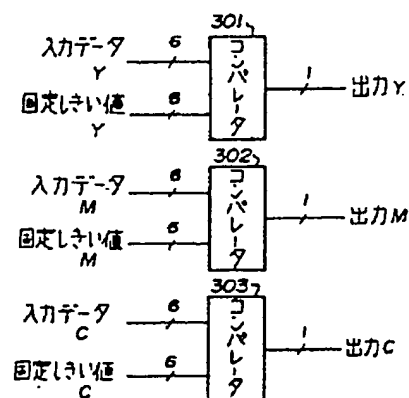 301
入力データ 6
Y
コンパレータ
1
出力Y
固定しきい値 6
Y
302
入力データ 6
M
コンパレータ
1
出力M
固定しきい値 6
M
303
入力データ 6
C
コンパレータ
1
出力C
固定しきい値 6
C